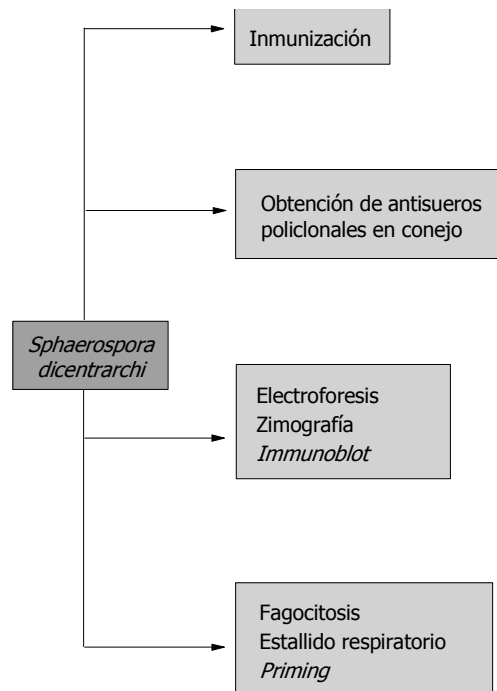 Inmunización
Obtención de antisueros
policlonales en conejo
Sphaerospora
dicentrarchi
Electroforesis
Zimografía
Immunoblot
Fagocitosis
Estallido respiratorio
Priming